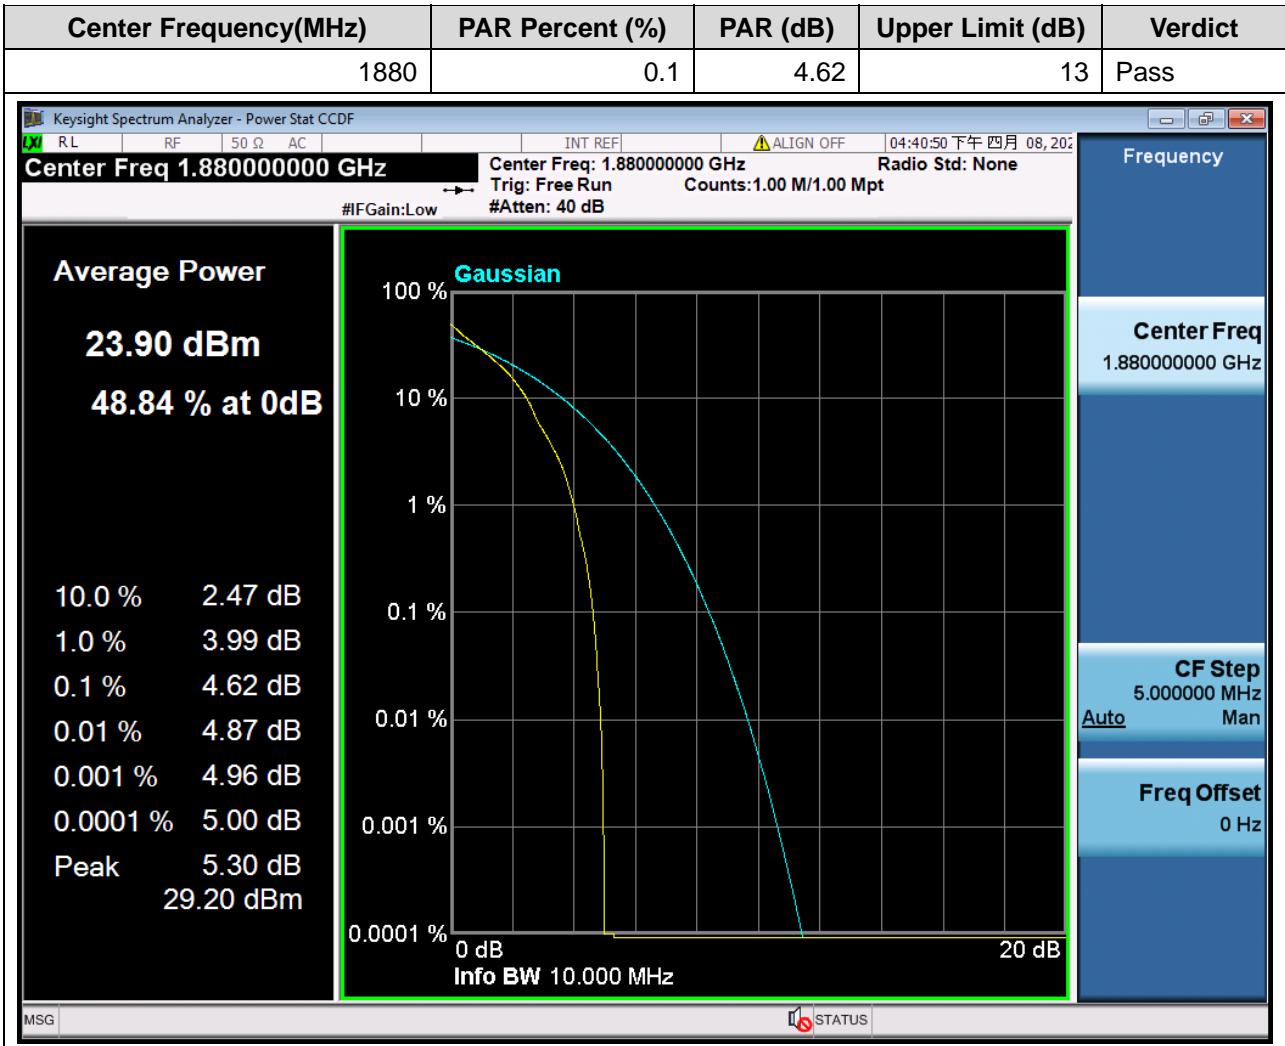 Center Frequency(MHz) PAR Percent (%) PAR (dB) Upper Limit (dB) Verdict
1880 0.1 4.62 13 Pass
Keysight Spectrum Analyzer - Power Stat CCDF
LXI RL RF 50 Ω AC INT REF ALIGN OFF 04:40:50 下午 四月 08, 202
Center Freq 1.880000000 GHz
Center Freq: 1.880000000 GHz Radio Std: None
Trig: Free Run Counts:1.00 M/1.00 Mpt
#IFGain:Low #Atten: 40 dB
Average Power
23.90 dBm
48.84 % at 0dB
10.0 % 2.47 dB
1.0 % 3.99 dB
0.1 % 4.62 dB
0.01 % 4.87 dB
0.001 % 4.96 dB
0.0001 % 5.00 dB
Peak 5.30 dB
29.20 dBm
Gaussian
100 %
10 %
1 %
0.1 %
0.01 %
0.001 %
0.0001 %
0 dB 20 dB
Info BW 10.000 MHz
Frequency
Center Freq
1.880000000 GHz
CF Step
5.000000 MHz
Auto Man
Freq Offset
0 Hz
MSG STATUS